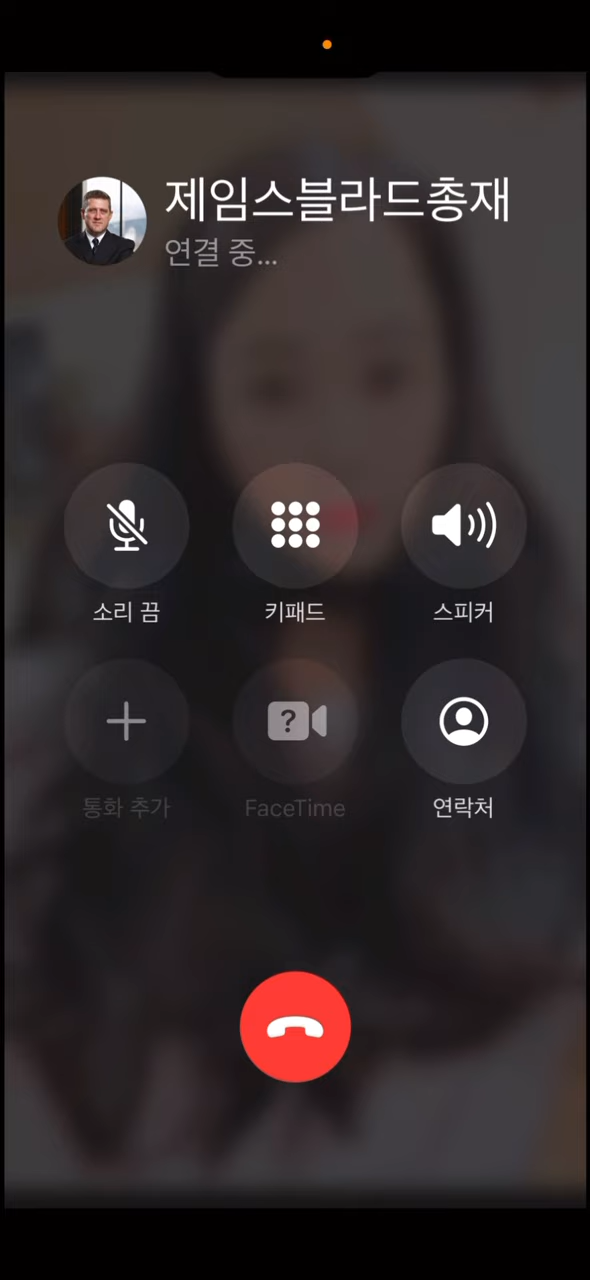 제임스블라드총재
연결 중...
소리 끔
키패드
스피커
통화 추가
FaceTime
연락처